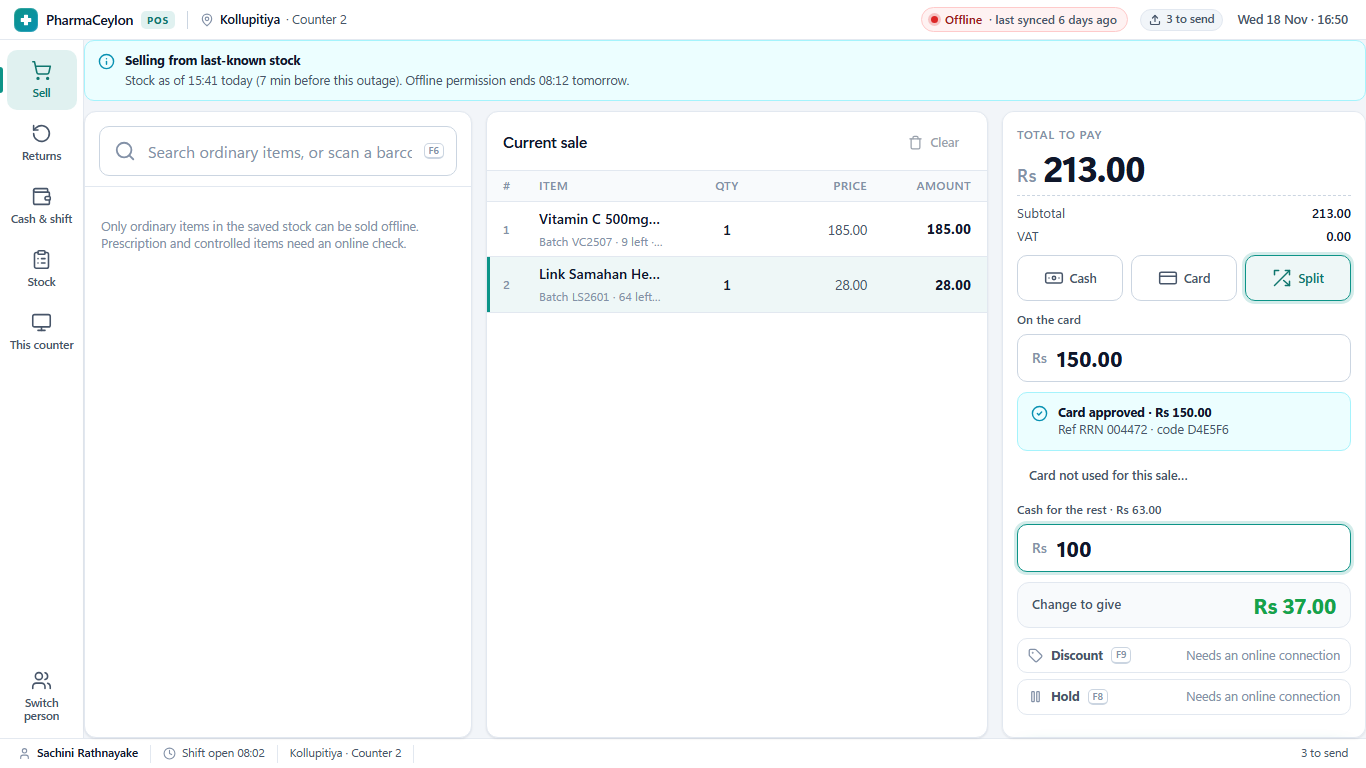 PharmaCeylon POS
Kollupitiya · Counter 2
Offline · last synced 6 days ago
3 to send
Wed 18 Nov · 16:50
Sell
Returns
Cash & shift
Stock
This counter
Switch person
Selling from last-known stock
Stock as of 15:41 today (7 min before this outage). Offline permission ends 08:12 tomorrow.
Search ordinary items, or scan a barcc F6
Only ordinary items in the saved stock can be sold offline.
Prescription and controlled items need an online check.
Current sale
Clear
# ITEM QTY PRICE AMOUNT
1 Vitamin C 500mg... 1 185.00 185.00
Batch VC2507 · 9 left ·...
2 Link Samahan He... 1 28.00 28.00
Batch LS2601 · 64 left...
TOTAL TO PAY
Rs 213.00
Subtotal 213.00
VAT 0.00
Cash
Card
Split
On the card
Rs 150.00
Card approved · Rs 150.00
Ref RRN 004472 · code D4E5F6
Card not used for this sale...
Cash for the rest · Rs 63.00
Rs 100
Change to give Rs 37.00
Discount F9 Needs an online connection
Hold F8 Needs an online connection
Sachini Rathnayake
Shift open 08:02
Kollupitiya · Counter 2
3 to send